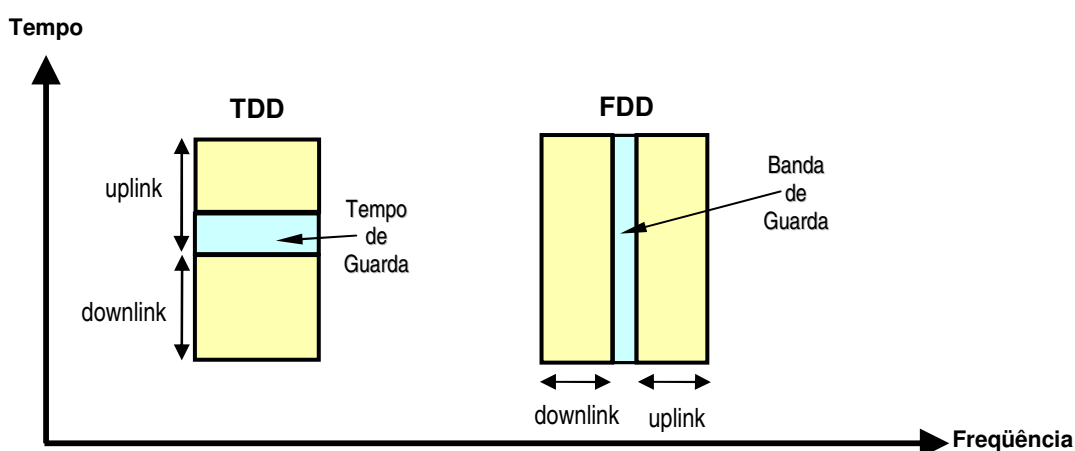 Tempo
TDD
FDD
uplink
Tempo
de
Guarda
downlink
Banda
de
Guarda
downlink
uplink
Freqüência